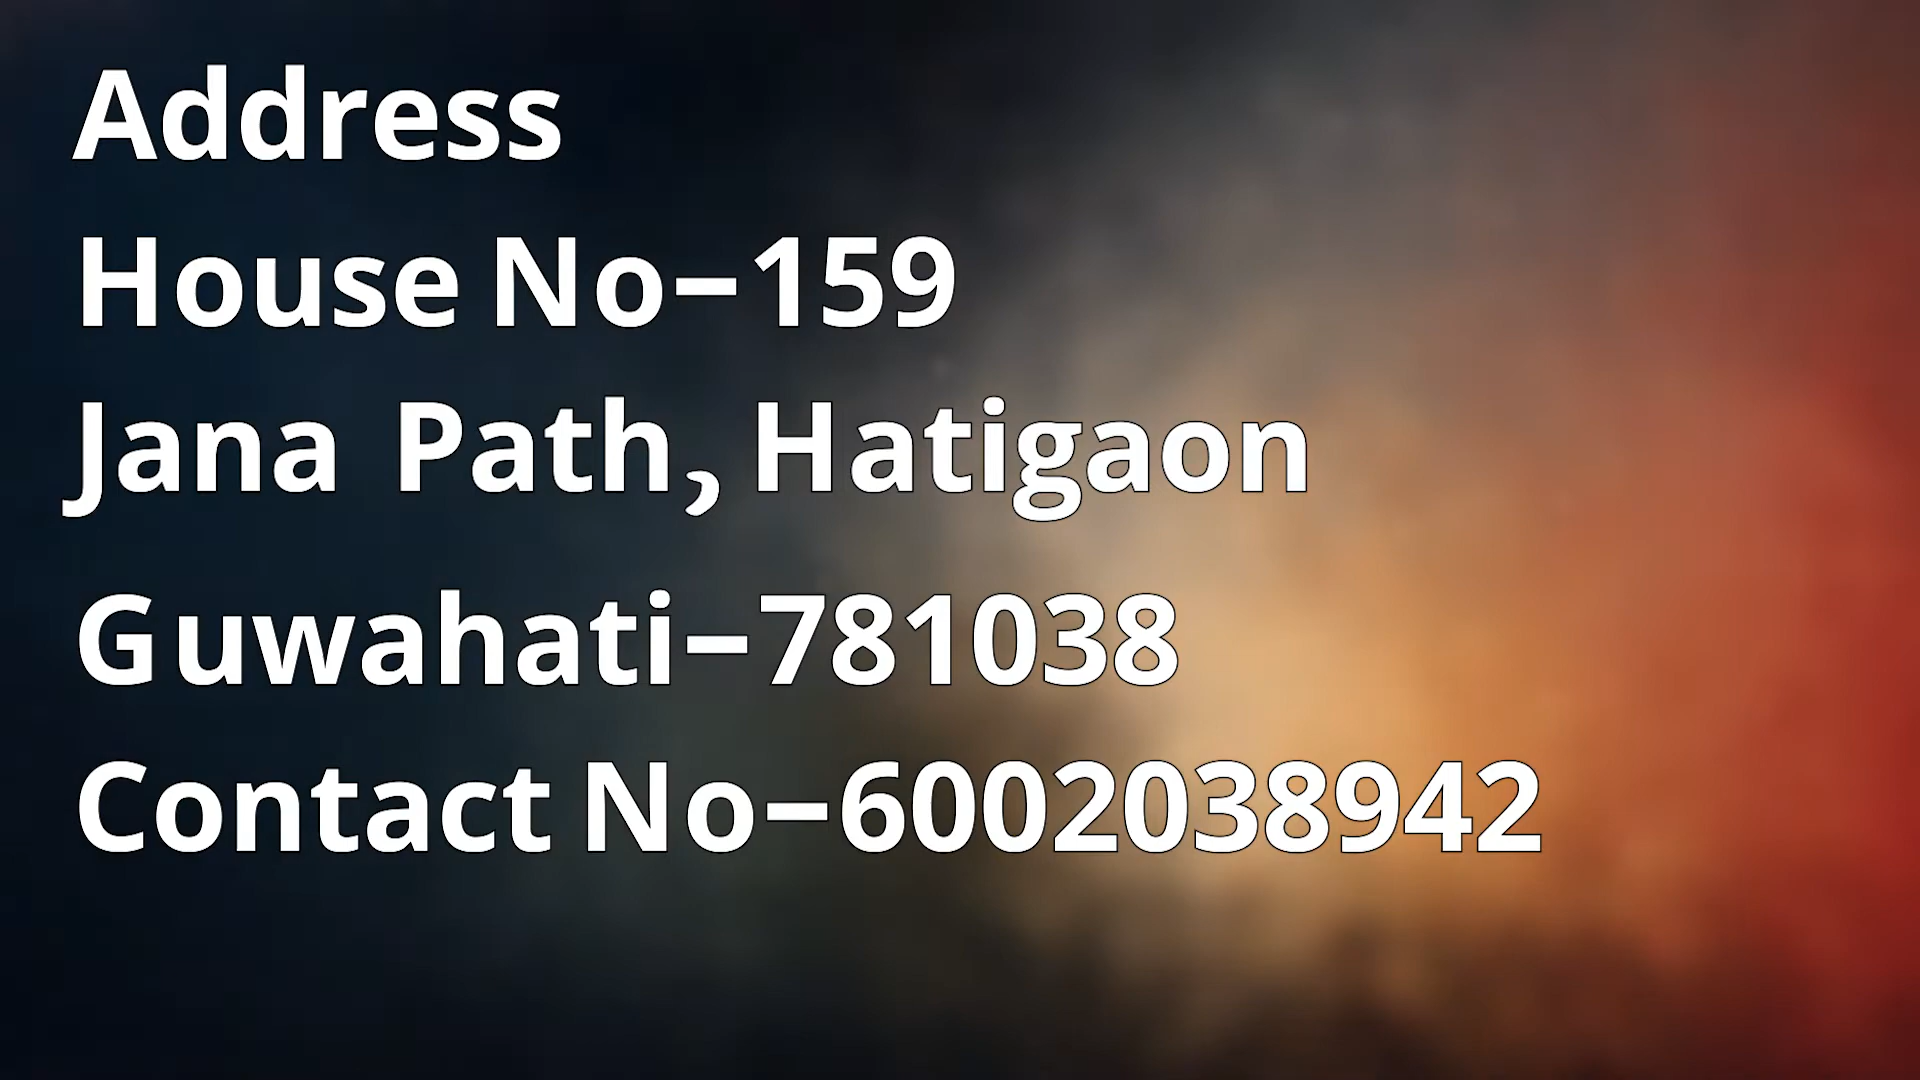 Address
House No-159
Jana Path, Hatigaon
Guwahati-781038
Contact No-6002038942